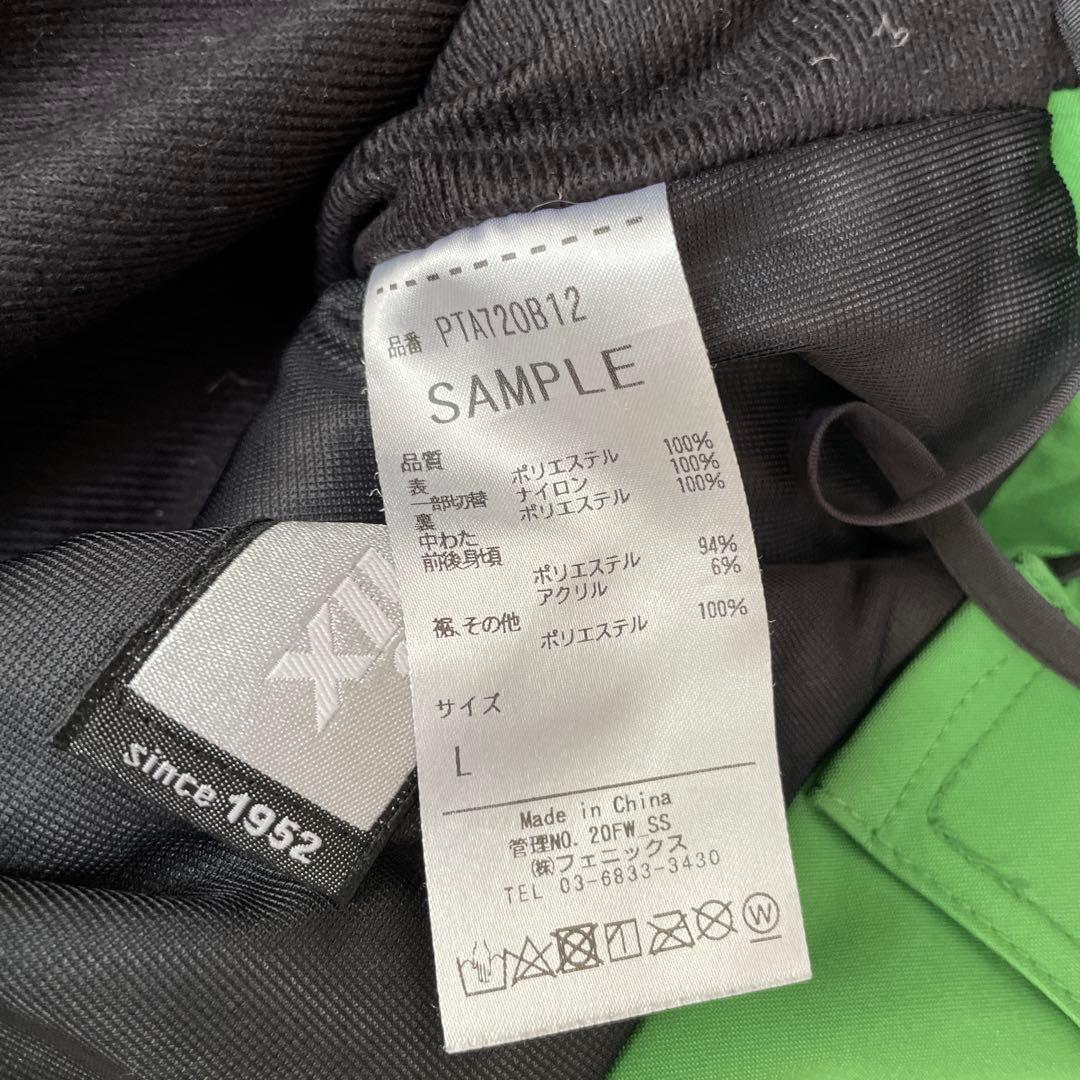 品番 PTA720B12
SAMPLE
品質
表 ポリエステル 100%
一部切替 ナイロン 100%
裏 ポリエステル 100%
中わた
前後身頃 ポリエステル 94%
アクリル 6%
裾、その他 ポリエステル 100%
サイズ
L
Made in China
管理NO. 20FW_SS
㈱フェニックス
TEL 03-6833-3430
W
since 1952